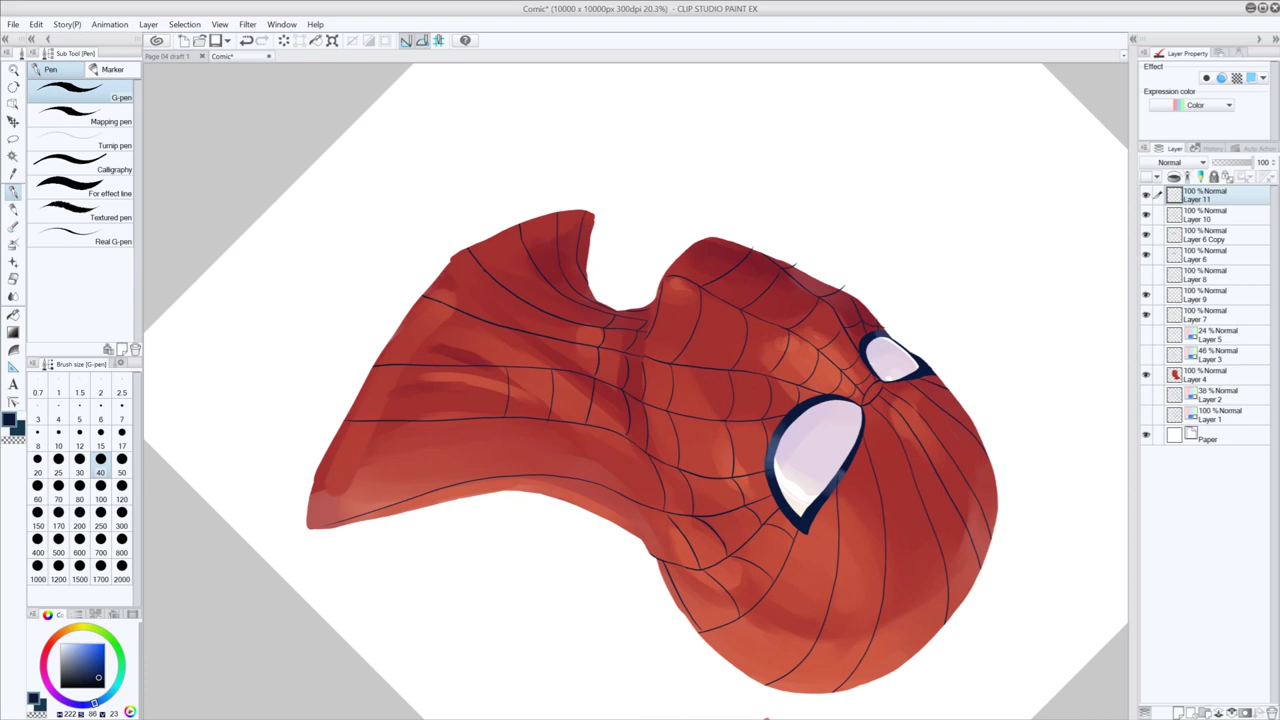 Comic* (10000 x 10000px 300dpi 20.3%) - CLIP STUDIO PAINT EX
File Edit Story(P) Animation Layer Selection View Filter Window Help
Sub Tool[Pen]
Page 04 draft 1
Comic*
Pen Marker
G-pen
Mapping pen
Turnip pen
Calligraphy
For effect line
Textured pen
Real G-pen
Brush size [G-pen]
0.7 1 1.5 2 2.5
3 4 5 6 7
8 10 12 15 17
20 25 30 40 50
60 70 80 100 120
150 170 200 250 300
400 500 600 700 800
1000 1200 1500 1700 2000
H 222 S 86 V 23
Layer Property
Effect
Expression color
Color
Layer History Auto Action
Normal 100
100 % Normal
Layer 11
100 % Normal
Layer 10
100 % Normal
Layer 6 Copy
100 % Normal
Layer 6
100 % Normal
Layer 8
100 % Normal
Layer 9
100 % Normal
Layer 7
24 % Normal
Layer 5
46 % Normal
Layer 3
100 % Normal
Layer 4
38 % Normal
Layer 2
100 % Normal
Layer 1
Paper